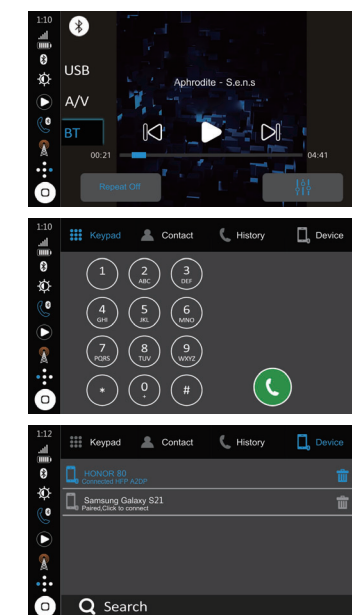 1:10
USB
Aphrodite - S.e.n.s
A/V
BT
00:21
04:41
Repeat Off
1:10
Keypad Contact History Device
1 2 3
ABC DEF
4 5 6
GHI JKL MNO
7 8 9
PQRS TUV WXYZ
* 0 #
+
1:12
Keypad Contact History Device
HONOR 80
Connected HFP A2DP
Samsung Galaxy S21
Paired,Click to connect
Search